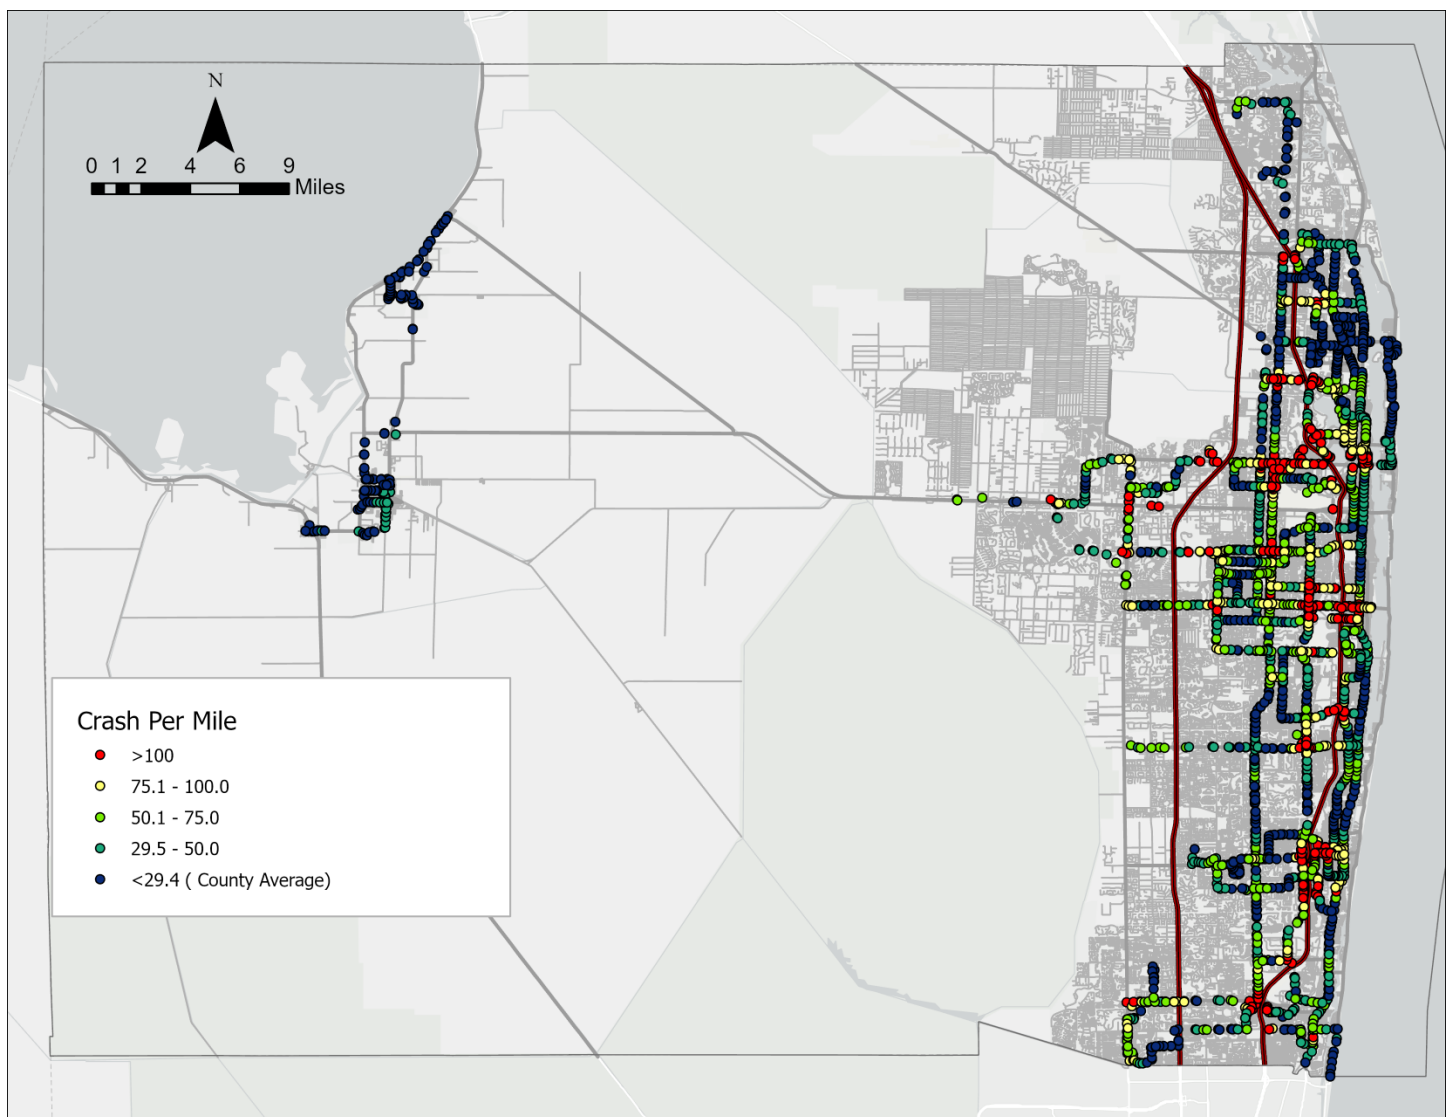 N
0 1 2 4 6 9
Miles
Crash Per Mile
>100
75.1 - 100.0
50.1 - 75.0
29.5 - 50.0
<29.4 ( County Average)